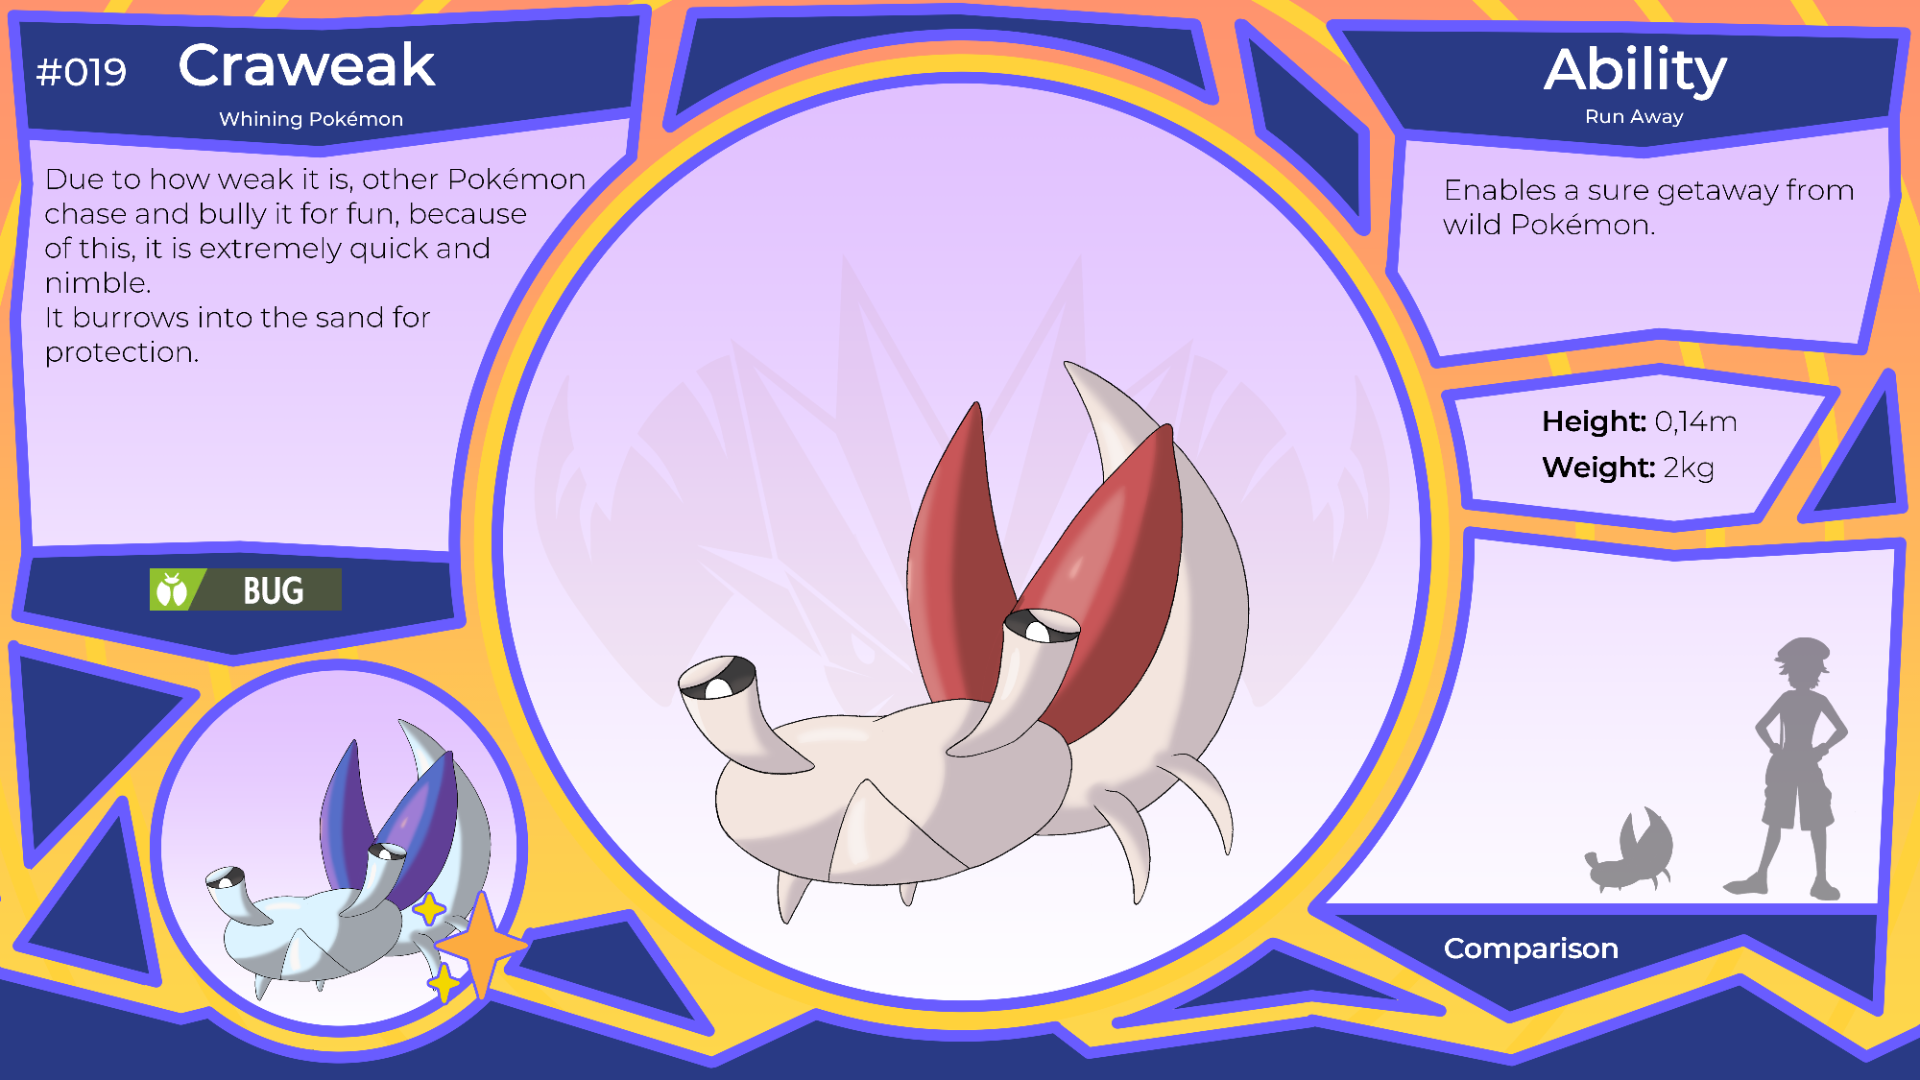 #019 Craweak
Whining Pokémon
Due to how weak it is, other Pokémon
chase and bully it for fun, because
of this, it is extremely quick and
nimble.
It burrows into the sand for
protection.
BUG
Ability
Run Away
Enables a sure getaway from
wild Pokémon.
Height: 0,14m
Weight: 2kg
Comparison